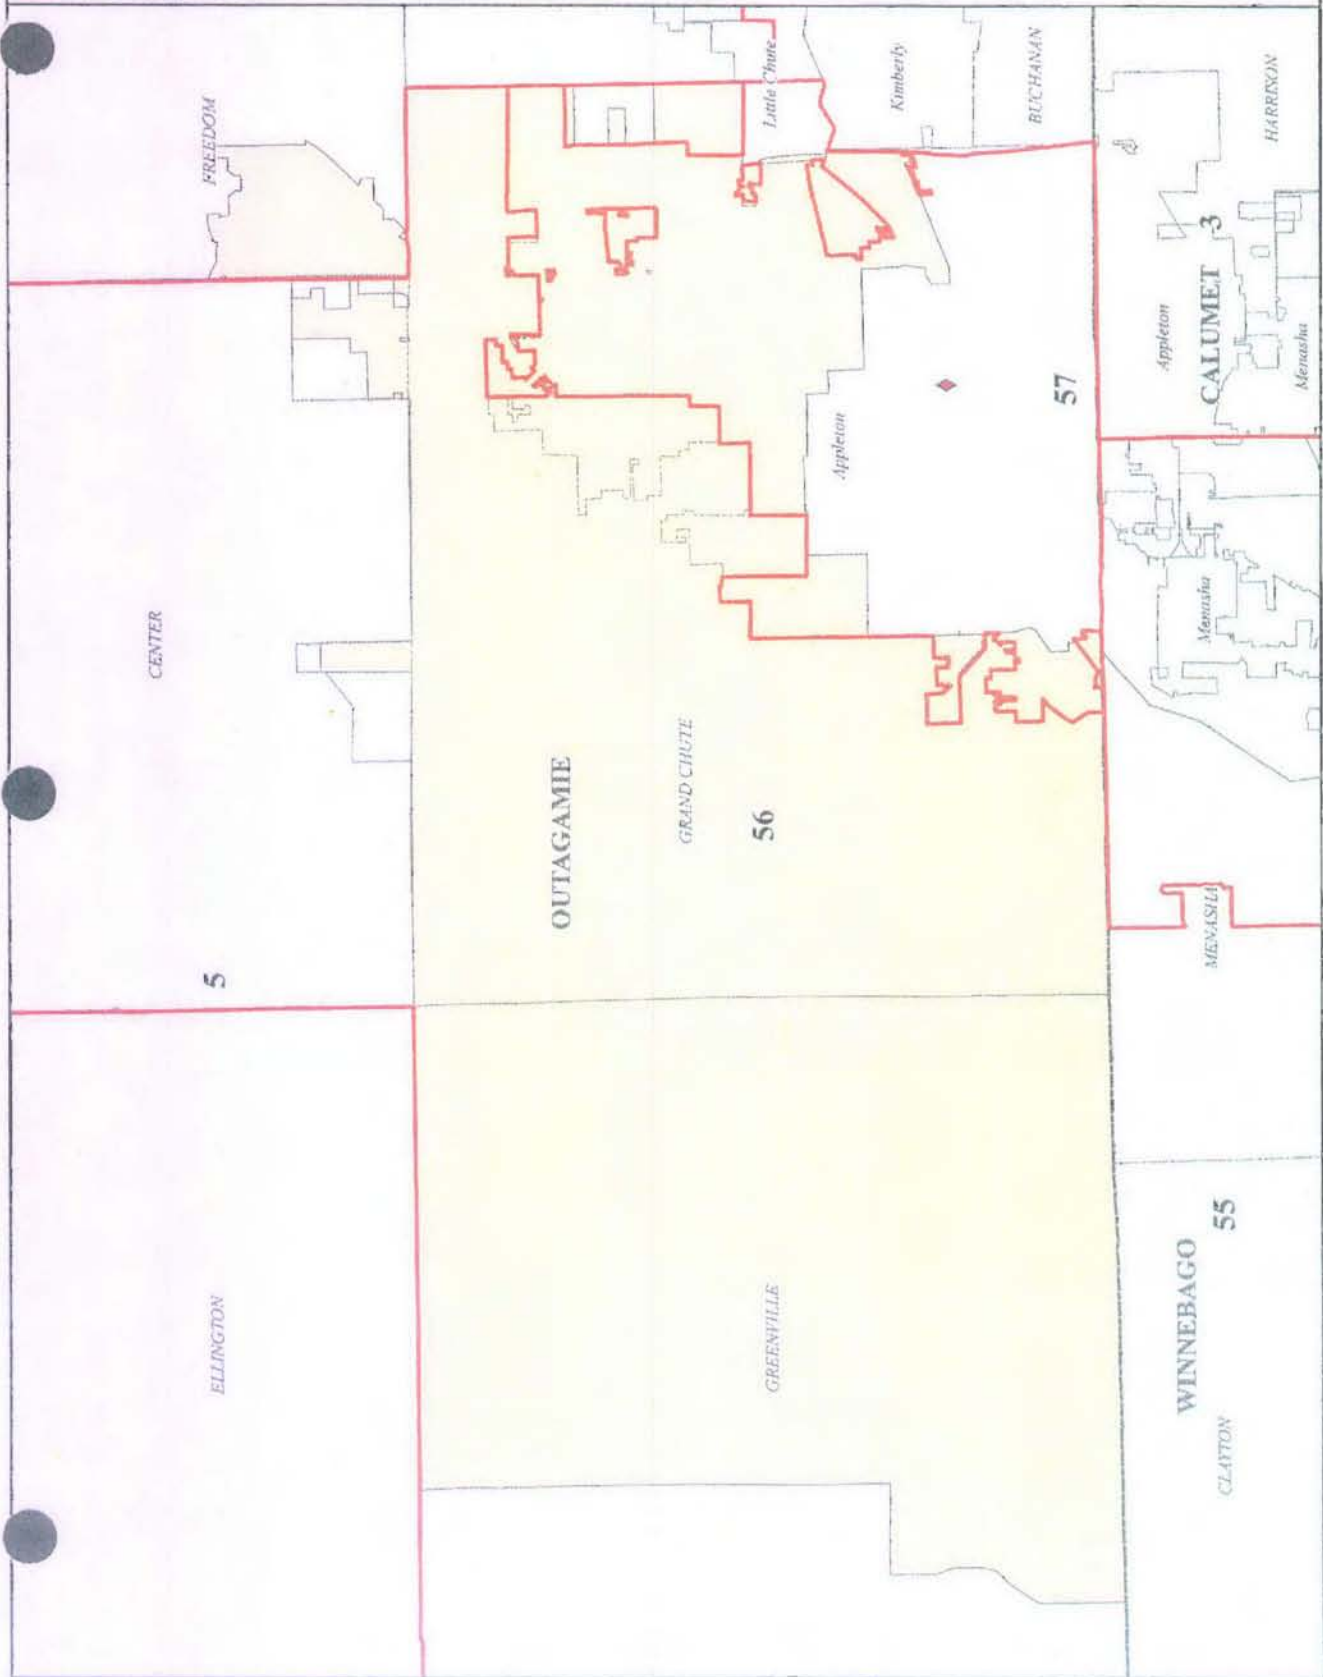 ELLINGTON
5
CENTER
FREEDOM
OUTAGAMIE
GRAND CHUTE
56
GREENVILLE
Little Chute
Kimberly
BUCHANAN
Appleton
57
WINNEBAGO
55
CLAYTON
MENASHA
Menasha
Appleton
CALUMET
3
Menasha
HARRISON